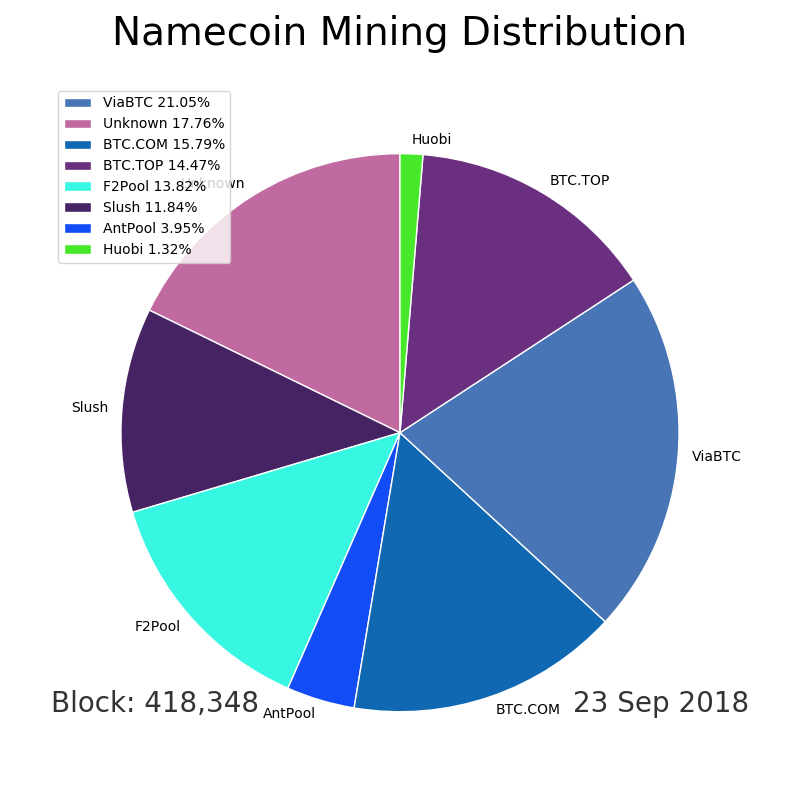 Namecoin Mining Distribution
ViaBTC 21.05%
Unknown 17.76%
BTC.COM 15.79%
BTC.TOP 14.47%
F2Pool 13.82%
Slush 11.84%
AntPool 3.95%
Huobi 1.32%
Huobi
BTC.TOP
Unknown
Slush
ViaBTC
F2Pool
Block: 418,348
AntPool
BTC.COM
23 Sep 2018